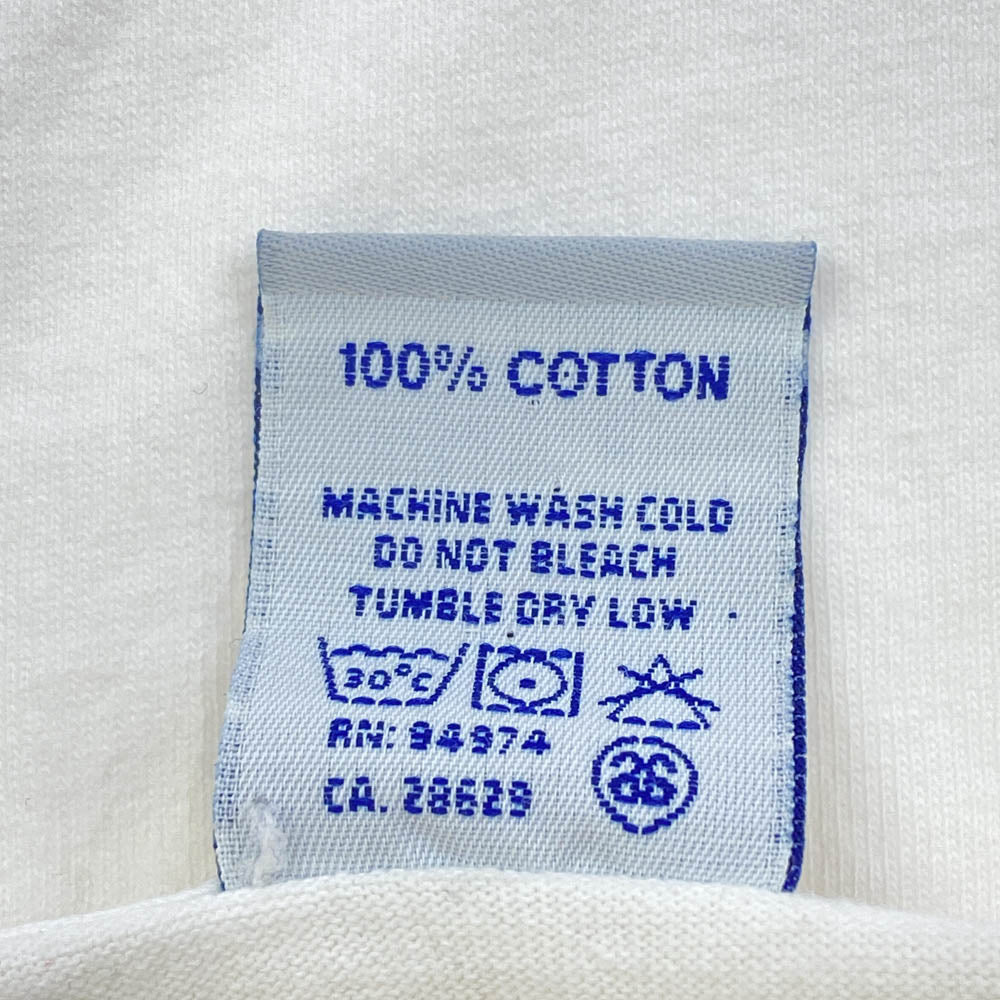 100% COTTON
MACHINE WASH COLD
DO NOT BLEACH
TUMBLE DRY LOW
30°C
RN: 94974
CA. 28629